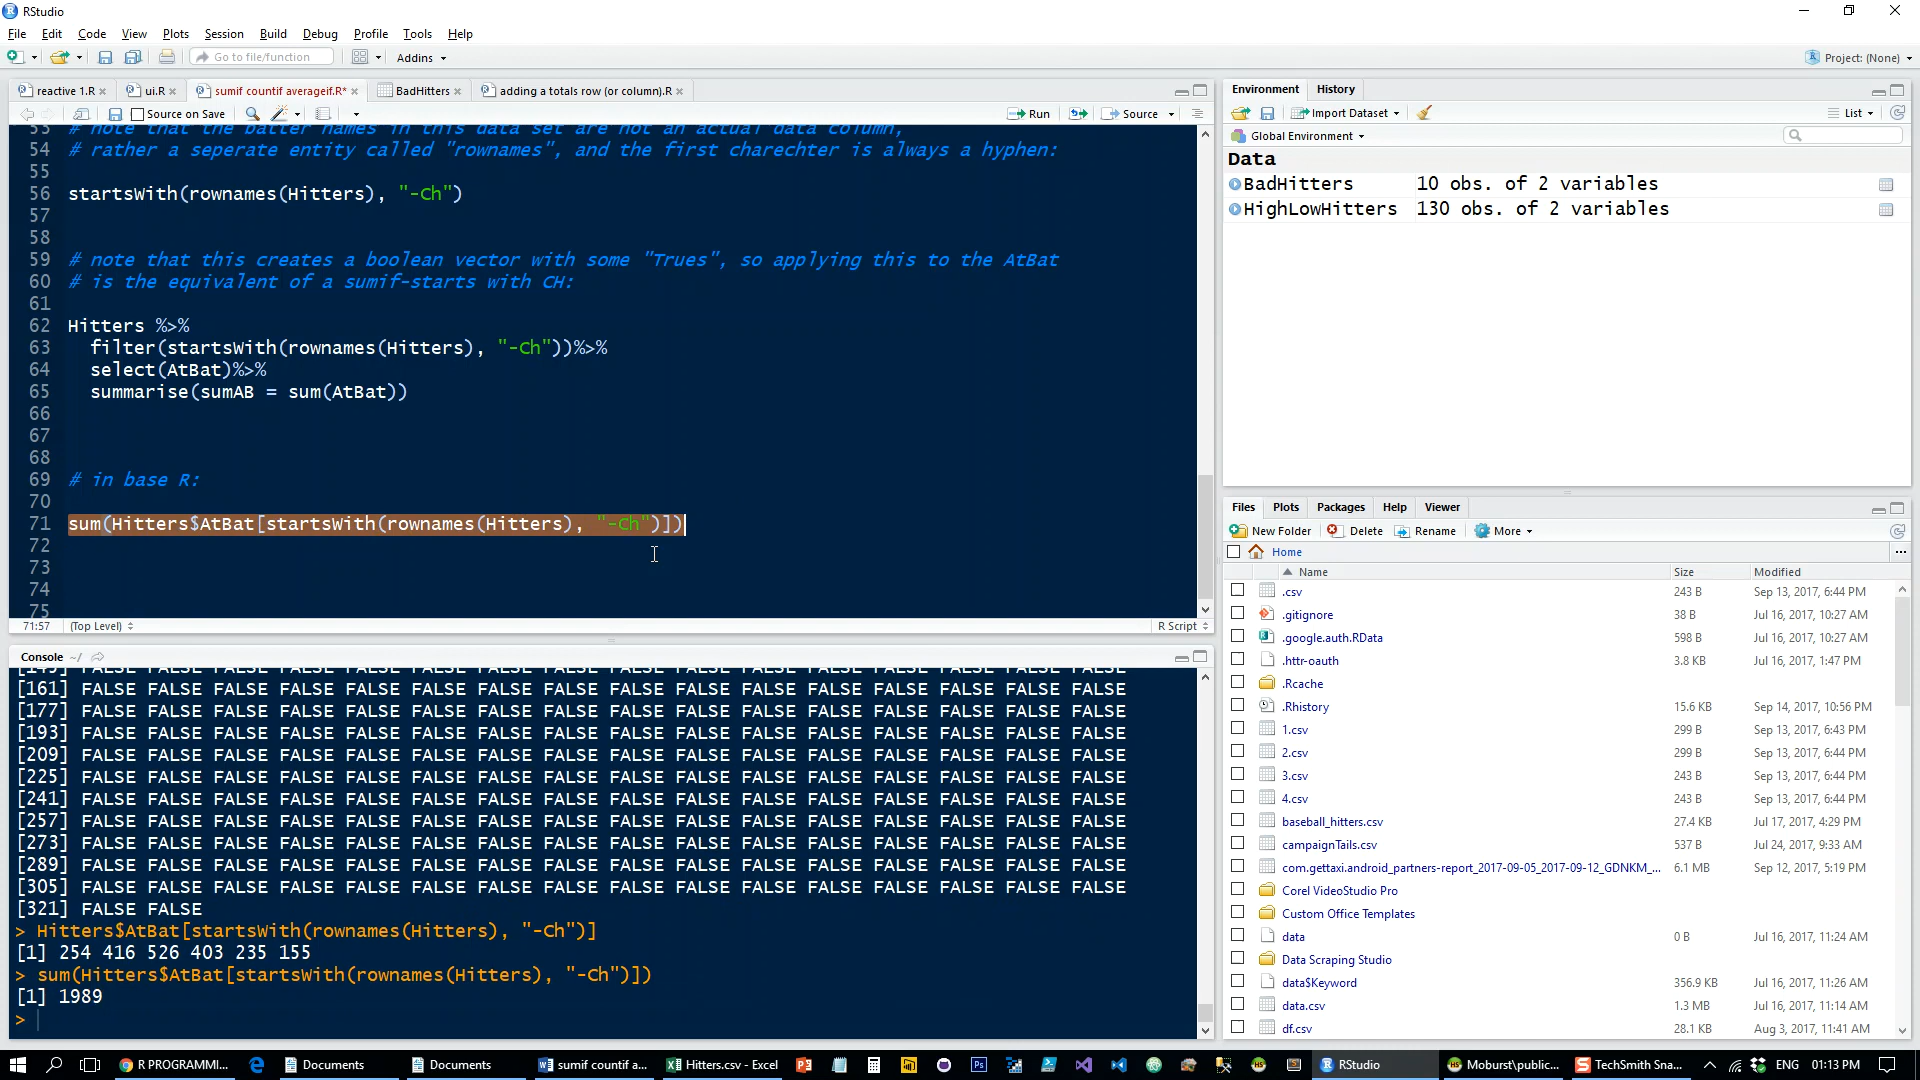 RStudio
File Edit Code View Plots Session Build Debug Profile Tools Help
Go to file/function Addins Project: (None)
reactive 1.R ui.R sumif countif averageif.R* BadHitters adding a totals row (or column).R
Source on Save Run Source
53 # note that the batter names in this data set are not an actual data column,
54 # rather a seperate entity called "rownames", and the first charechter is always a hyphen:
55
56 startsWith(rownames(Hitters), "-Ch")
57
58
59 # note that this creates a boolean vector with some "Trues", so applying this to the AtBat
60 # is the equivalent of a sumif-starts with CH:
61
62 Hitters %>%
63 filter(startsWith(rownames(Hitters), "-Ch"))%>%
64 select(AtBat)%>%
65 summarise(sumAB = sum(AtBat))
66
67
68
69 # in base R:
70
71 sum(Hitters$AtBat[startsWith(rownames(Hitters), "-Ch")])
72
73
74
75
71:57 (Top Level) R Script
Console ~/
[161] FALSE FALSE FALSE FALSE FALSE FALSE FALSE FALSE FALSE FALSE FALSE FALSE FALSE FALSE FALSE FALSE
[177] FALSE FALSE FALSE FALSE FALSE FALSE FALSE FALSE FALSE FALSE FALSE FALSE FALSE FALSE FALSE FALSE
[193] FALSE FALSE FALSE FALSE FALSE FALSE FALSE FALSE FALSE FALSE FALSE FALSE FALSE FALSE FALSE FALSE
[209] FALSE FALSE FALSE FALSE FALSE FALSE FALSE FALSE FALSE FALSE FALSE FALSE FALSE FALSE FALSE FALSE
[225] FALSE FALSE FALSE FALSE FALSE FALSE FALSE FALSE FALSE FALSE FALSE FALSE FALSE FALSE FALSE FALSE
[241] FALSE FALSE FALSE FALSE FALSE FALSE FALSE FALSE FALSE FALSE FALSE FALSE FALSE FALSE FALSE FALSE
[257] FALSE FALSE FALSE FALSE FALSE FALSE FALSE FALSE FALSE FALSE FALSE FALSE FALSE FALSE FALSE FALSE
[273] FALSE FALSE FALSE FALSE FALSE FALSE FALSE FALSE FALSE FALSE FALSE FALSE FALSE FALSE FALSE FALSE
[289] FALSE FALSE FALSE FALSE FALSE FALSE FALSE FALSE FALSE FALSE FALSE FALSE FALSE FALSE FALSE FALSE
[305] FALSE FALSE FALSE FALSE FALSE FALSE FALSE FALSE FALSE FALSE FALSE FALSE FALSE FALSE FALSE FALSE
[321] FALSE FALSE
> Hitters$AtBat[startsWith(rownames(Hitters), "-Ch")]
[1] 254 416 526 403 235 155
> sum(Hitters$AtBat[startsWith(rownames(Hitters), "-Ch")])
[1] 1989
>
Environment History
Import Dataset List
Global Environment
Data
BadHitters 10 obs. of 2 variables
HighLowHitters 130 obs. of 2 variables
Files Plots Packages Help Viewer
New Folder Delete Rename More
Home
Name Size Modified
.csv 243 B Sep 13, 2017, 6:44 PM
.gitignore 38 B Jul 16, 2017, 10:27 AM
.google.auth.RData 598 B Jul 16, 2017, 10:27 AM
.httr-oauth 3.8 KB Jul 16, 2017, 1:47 PM
.Rcache
.Rhistory 15.6 KB Sep 14, 2017, 10:56 PM
1.csv 299 B Sep 13, 2017, 6:43 PM
2.csv 299 B Sep 13, 2017, 6:44 PM
3.csv 243 B Sep 13, 2017, 6:44 PM
4.csv 243 B Sep 13, 2017, 6:44 PM
baseball_hitters.csv 27.4 KB Jul 17, 2017, 4:29 PM
campaignTails.csv 537 B Jul 24, 2017, 9:33 AM
com.gettaxi.android_partners-report_2017-09-05_2017-09-12_GDNKM_... 6.1 MB Sep 12, 2017, 5:19 PM
Corel VideoStudio Pro
Custom Office Templates
data 0 B Jul 16, 2017, 11:24 AM
Data Scraping Studio
data$Keyword 356.9 KB Jul 16, 2017, 11:26 AM
data.csv 1.3 MB Jul 16, 2017, 11:14 AM
df.csv 28.1 KB Aug 3, 2017, 11:41 AM
R PROGRAMMI... Documents Documents sumif countif a... Hitters.csv - Excel RStudio Moburst\public... TechSmith Sna... ENG 01:13 PM